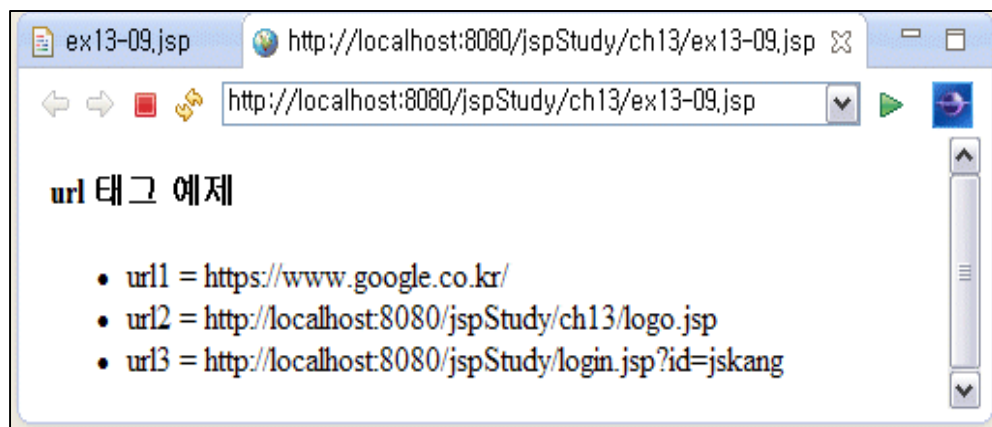 ex13-09.jsp
http://localhost:8080/jspStudy/ch13/ex13-09.jsp
http://localhost:8080/jspStudy/ch13/ex13-09.jsp
url 태그 예제
• url1 = https://www.google.co.kr/
• url2 = http://localhost:8080/jspStudy/ch13/logo.jsp
• url3 = http://localhost:8080/jspStudy/login.jsp?id=jskang